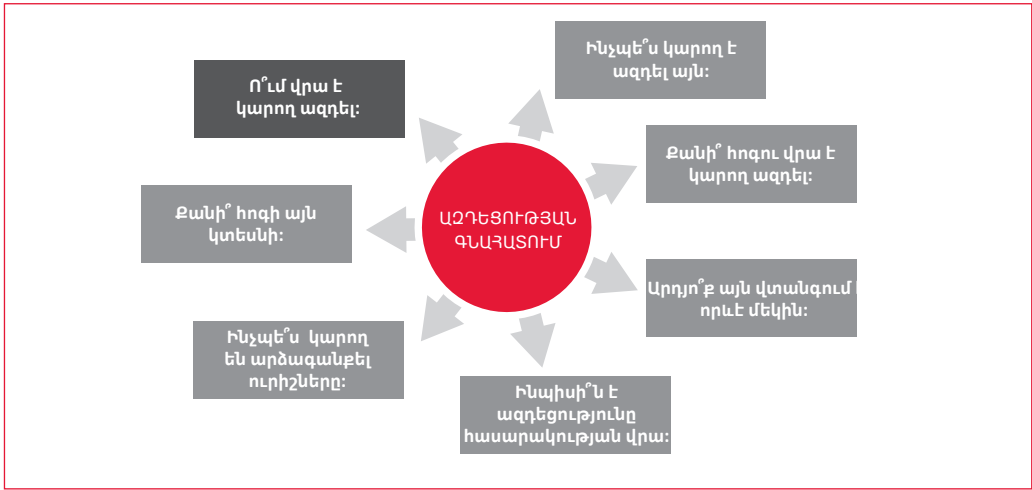 Ինչպե՞ս կարող է
ազդել այն:
Ո՞ւմ վրա է
կարող ազդել:
Քանի՞ հոգու վրա է
կարող ազդել:
Քանի՞ հոգի այն
կտեսնի:
ԱԶԴԵՑՈՒԹՅԱՆ
ԳՆԱՀԱՏՈՒՄ
Արդյո՞ք այն վտանգում
որևէ մեկին:
Ինչպե՞ս կարող
են արձագանքել
ուրիշները:
Ինպիսի՞ն է
ազդեցությունը
հասարակության վրա: